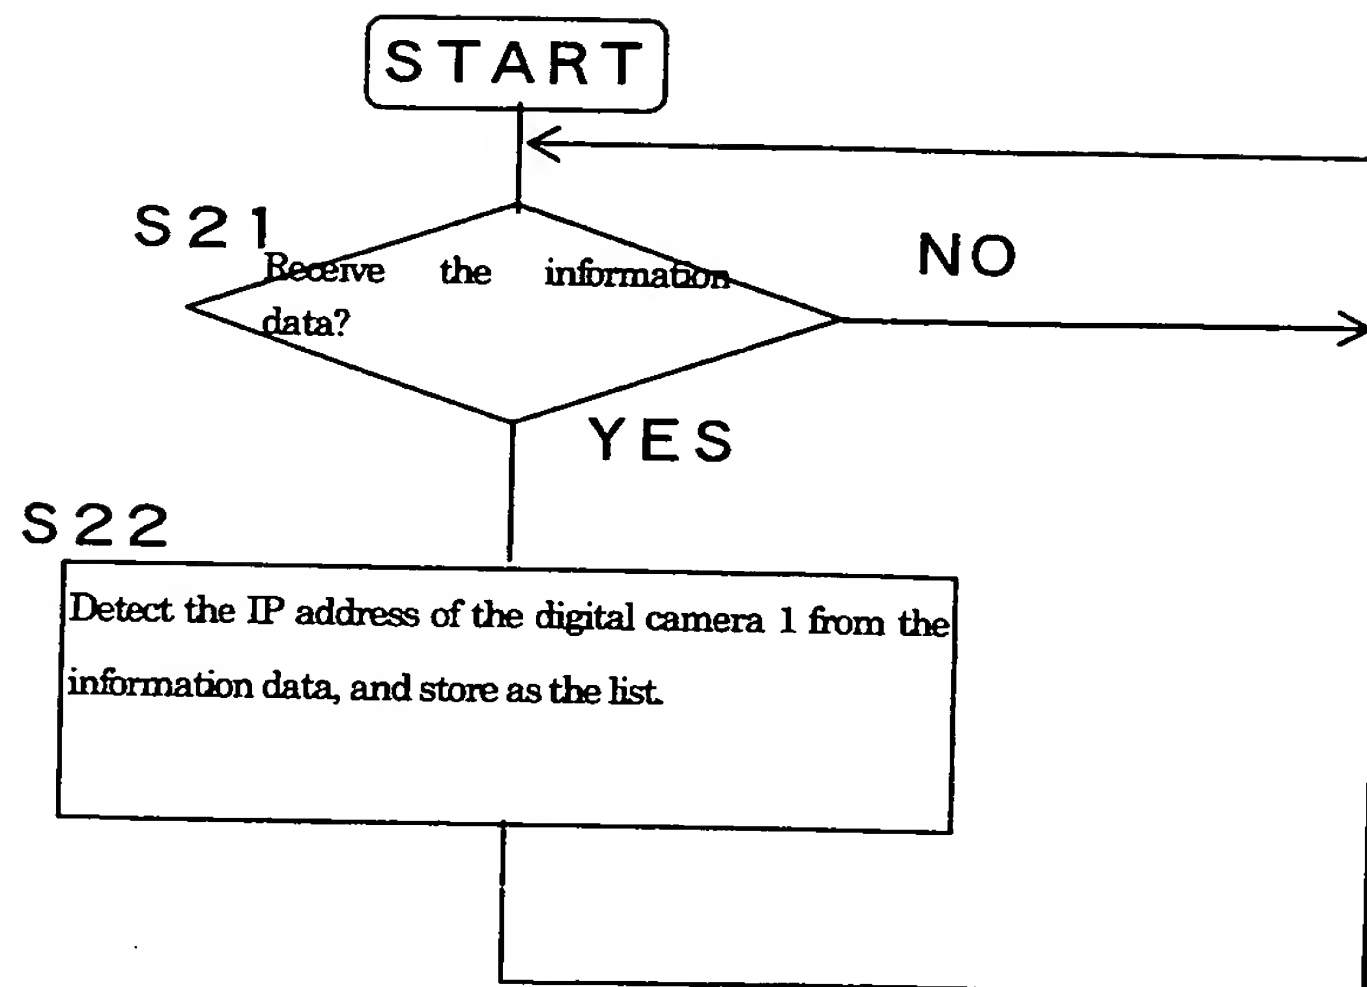 START
S21
Receive the information
data?
NO
YES
S22
Detect the IP address of the digital camera 1 from the
information data, and store as the list.